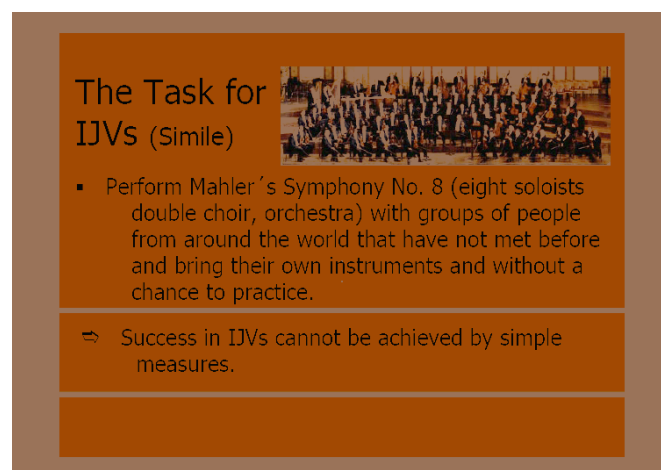 The Task for
IJVs (Simile)
▪ Perform Mahler´s Symphony No. 8 (eight soloists
double choir, orchestra) with groups of people
from around the world that have not met before
and bring their own instruments and without a
chance to practice.
⇨ Success in IJVs cannot be achieved by simple
measures.